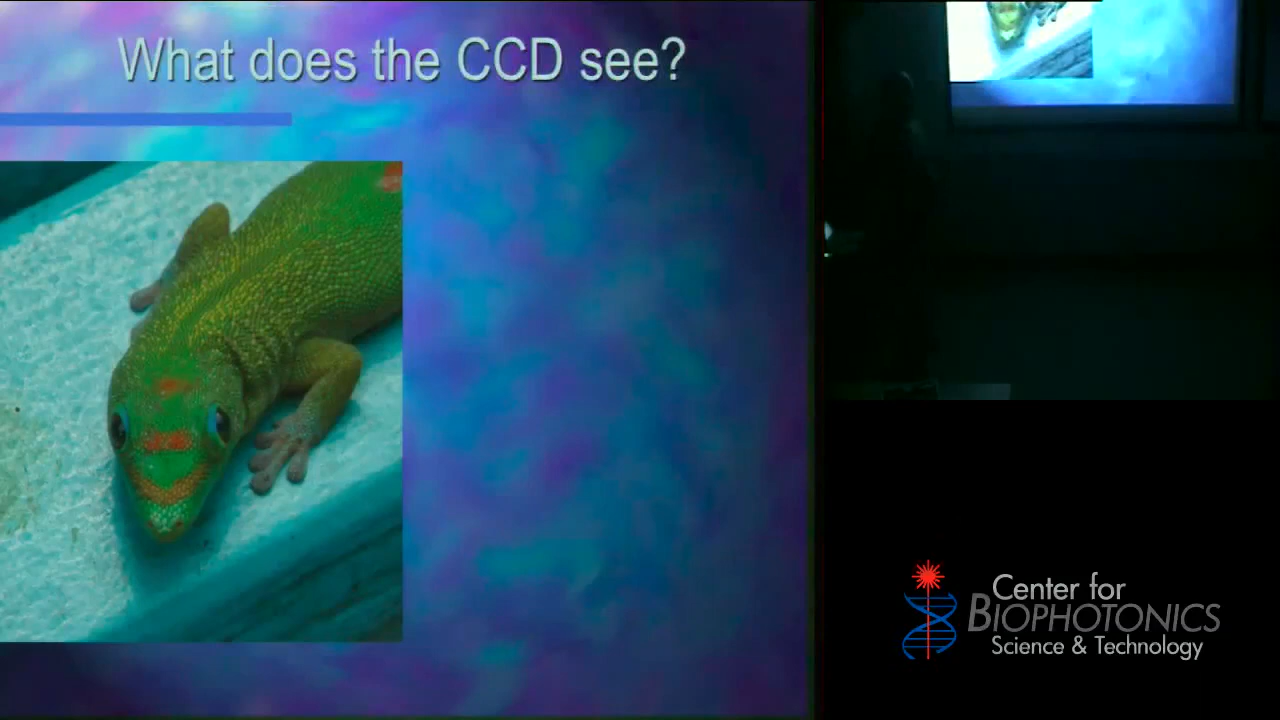 What does the CCD see?
Center for
BIOPHOTONICS
Science & Technology